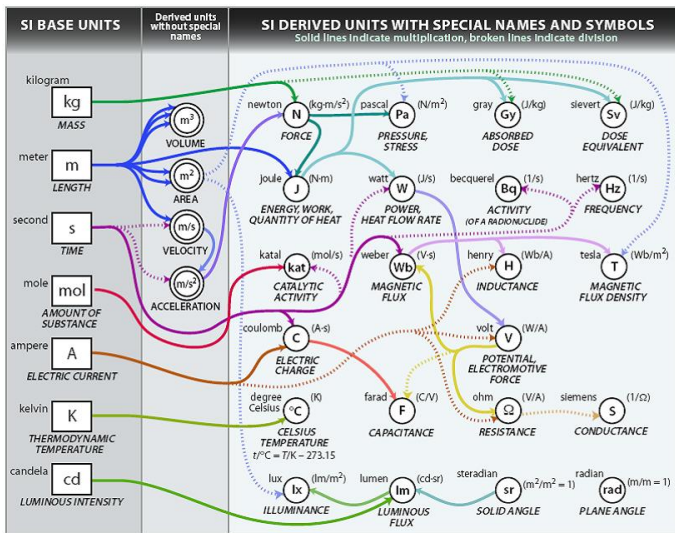 SI BASE UNITS
Derived units
without special
names
SI DERIVED UNITS WITH SPECIAL NAMES AND SYMBOLS
Solid lines indicate multiplication, broken lines indicate division
kilogram
kg
MASS
meter
m
LENGTH
second
s
TIME
mole
mol
AMOUNT OF
SUBSTANCE
ampere
A
ELECTRIC CURRENT
kelvin
K
THERMODYNAMIC
TEMPERATURE
candela
cd
LUMINOUS INTENSITY
m³
VOLUME
m²
AREA
m/s
VELOCITY
m/s²
ACCELERATION
newton
N
(kg·m/s²)
FORCE
pascal
Pa
(N/m²)
PRESSURE,
STRESS
gray
Gy
(J/kg)
ABSORBED
DOSE
sievert
Sv
(J/kg)
DOSE
EQUIVALENT
joule
J
(N·m)
ENERGY, WORK,
QUANTITY OF HEAT
watt
W
(J/s)
POWER,
HEAT FLOW RATE
becquerel
Bq
(1/s)
ACTIVITY
(OF A RADIONUCLIDE)
hertz
Hz
(1/s)
FREQUENCY
katal
kat
(mol/s)
CATALYTIC
ACTIVITY
weber
Wb
(V·s)
MAGNETIC
FLUX
henry
H
(Wb/A)
INDUCTANCE
tesla
T
(Wb/m²)
MAGNETIC
FLUX DENSITY
coulomb
C
(A·s)
ELECTRIC
CHARGE
volt
V
(W/A)
POTENTIAL,
ELECTROMOTIVE
FORCE
degree
Celsius
°C
(K)
CELSIUS
TEMPERATURE
t/°C = T/K – 273.15
farad
F
(C/V)
CAPACITANCE
ohm
Ω
(V/A)
RESISTANCE
siemens
S
(1/Ω)
CONDUCTANCE
lux
lx
(lm/m²)
ILLUMINANCE
lumen
lm
(cd·sr)
LUMINOUS
FLUX
steradian
sr
(m²/m² = 1)
SOLID ANGLE
radian
rad
(m/m = 1)
PLANE ANGLE